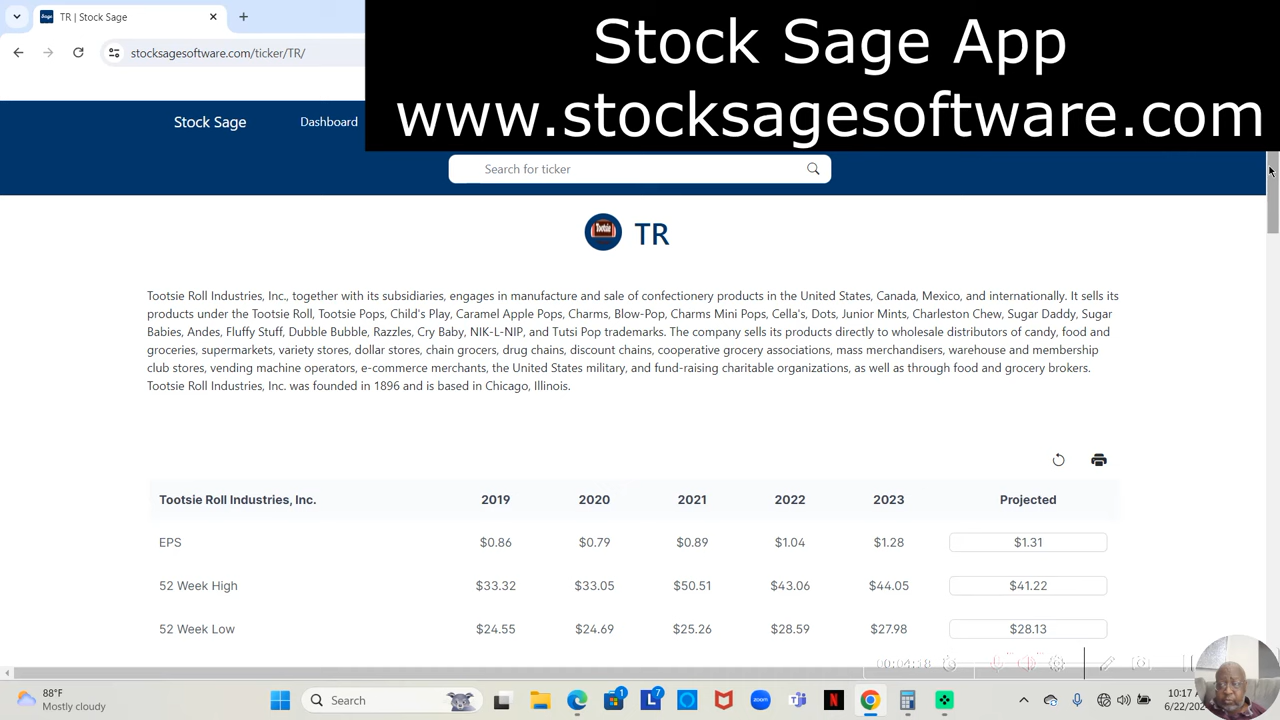 TR | Stock Sage
Stock Sage App
stocksagesoftware.com/ticker/TR/
www.stocksagesoftware.com
Stock Sage
Dashboard
Search for ticker
TR
Tootsie Roll Industries, Inc., together with its subsidiaries, engages in manufacture and sale of confectionery products in the United States, Canada, Mexico, and internationally. It sells its
products under the Tootsie Roll, Tootsie Pops, Child's Play, Caramel Apple Pops, Charms, Blow-Pop, Charms Mini Pops, Cella's, Dots, Junior Mints, Charleston Chew, Sugar Daddy, Sugar
Babies, Andes, Fluffy Stuff, Dubble Bubble, Razzles, Cry Baby, NIK-L-NIP, and Tutsi Pop trademarks. The company sells its products directly to wholesale distributors of candy, food and
groceries, supermarkets, variety stores, dollar stores, chain grocers, drug chains, discount chains, cooperative grocery associations, mass merchandisers, warehouse and membership
club stores, vending machine operators, e-commerce merchants, the United States military, and fund-raising charitable organizations, as well as through food and grocery brokers.
Tootsie Roll Industries, Inc. was founded in 1896 and is based in Chicago, Illinois.
Tootsie Roll Industries, Inc. 2019 2020 2021 2022 2023 Projected
EPS $0.86 $0.79 $0.89 $1.04 $1.28 $1.31
52 Week High $33.32 $33.05 $50.51 $43.06 $44.05 $41.22
52 Week Low $24.55 $24.69 $25.26 $28.59 $27.98 $28.13
00:04:18
88°F
Mostly cloudy
Search
10:17 A
6/22/202